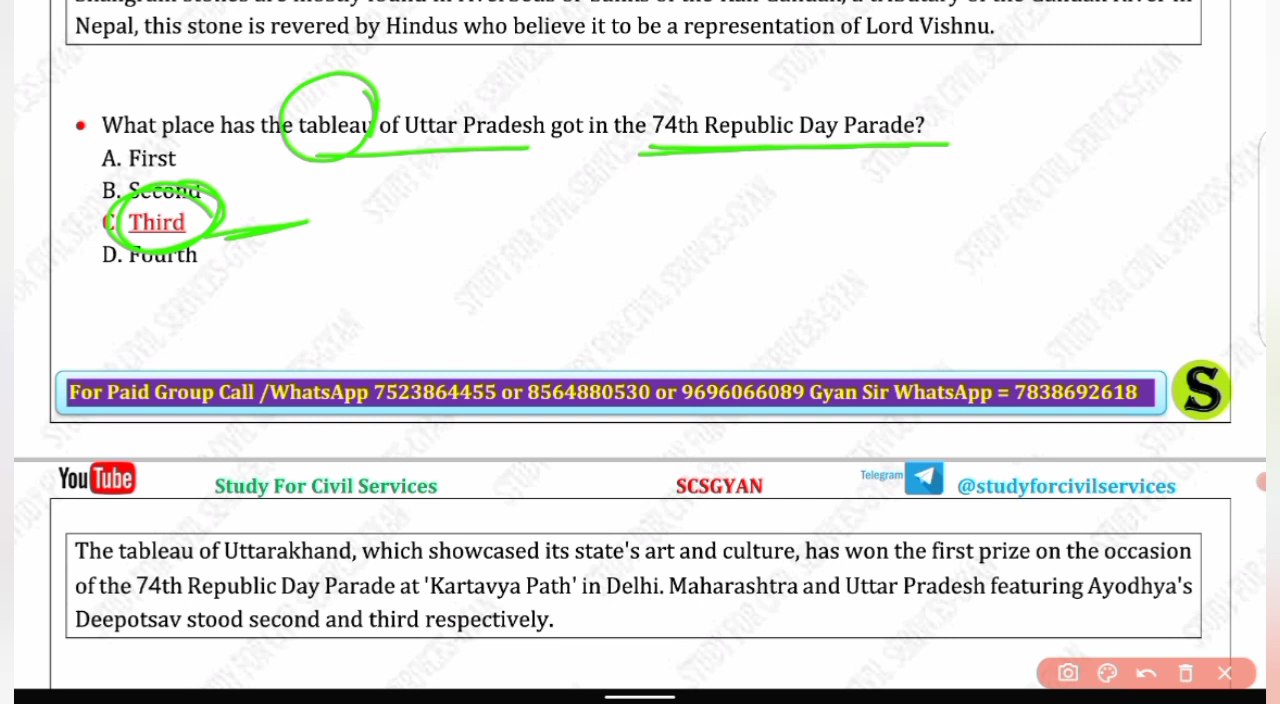 Nepal, this stone is revered by Hindus who believe it to be a representation of Lord Vishnu.
• What place has the tableau of Uttar Pradesh got in the 74th Republic Day Parade?
A. First
B. Second
C. Third
D. Fourth
For Paid Group Call /WhatsApp 7523864455 or 8564880530 or 9696066089 Gyan Sir WhatsApp = 7838692618
S
YouTube Study For Civil Services SCSGYAN Telegram @studyforcivilservices
The tableau of Uttarakhand, which showcased its state's art and culture, has won the first prize on the occasion
of the 74th Republic Day Parade at 'Kartavya Path' in Delhi. Maharashtra and Uttar Pradesh featuring Ayodhya's
Deepotsav stood second and third respectively.